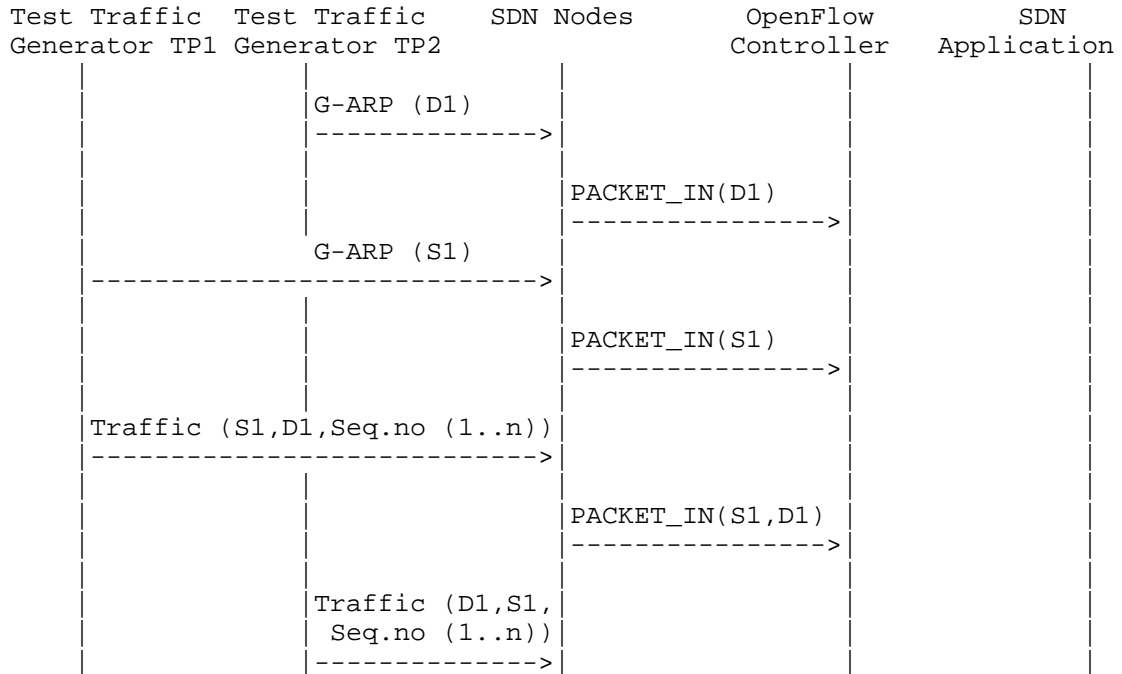 Test Traffic Test Traffic SDN Nodes OpenFlow SDN
Generator TP1 Generator TP2 Controller Application
G-ARP (D1)
PACKET_IN(D1)
G-ARP (S1)
PACKET_IN(S1)
Traffic (S1,D1,Seq.no (1..n))
PACKET_IN(S1,D1)
Traffic (D1,S1,
Seq.no (1..n))